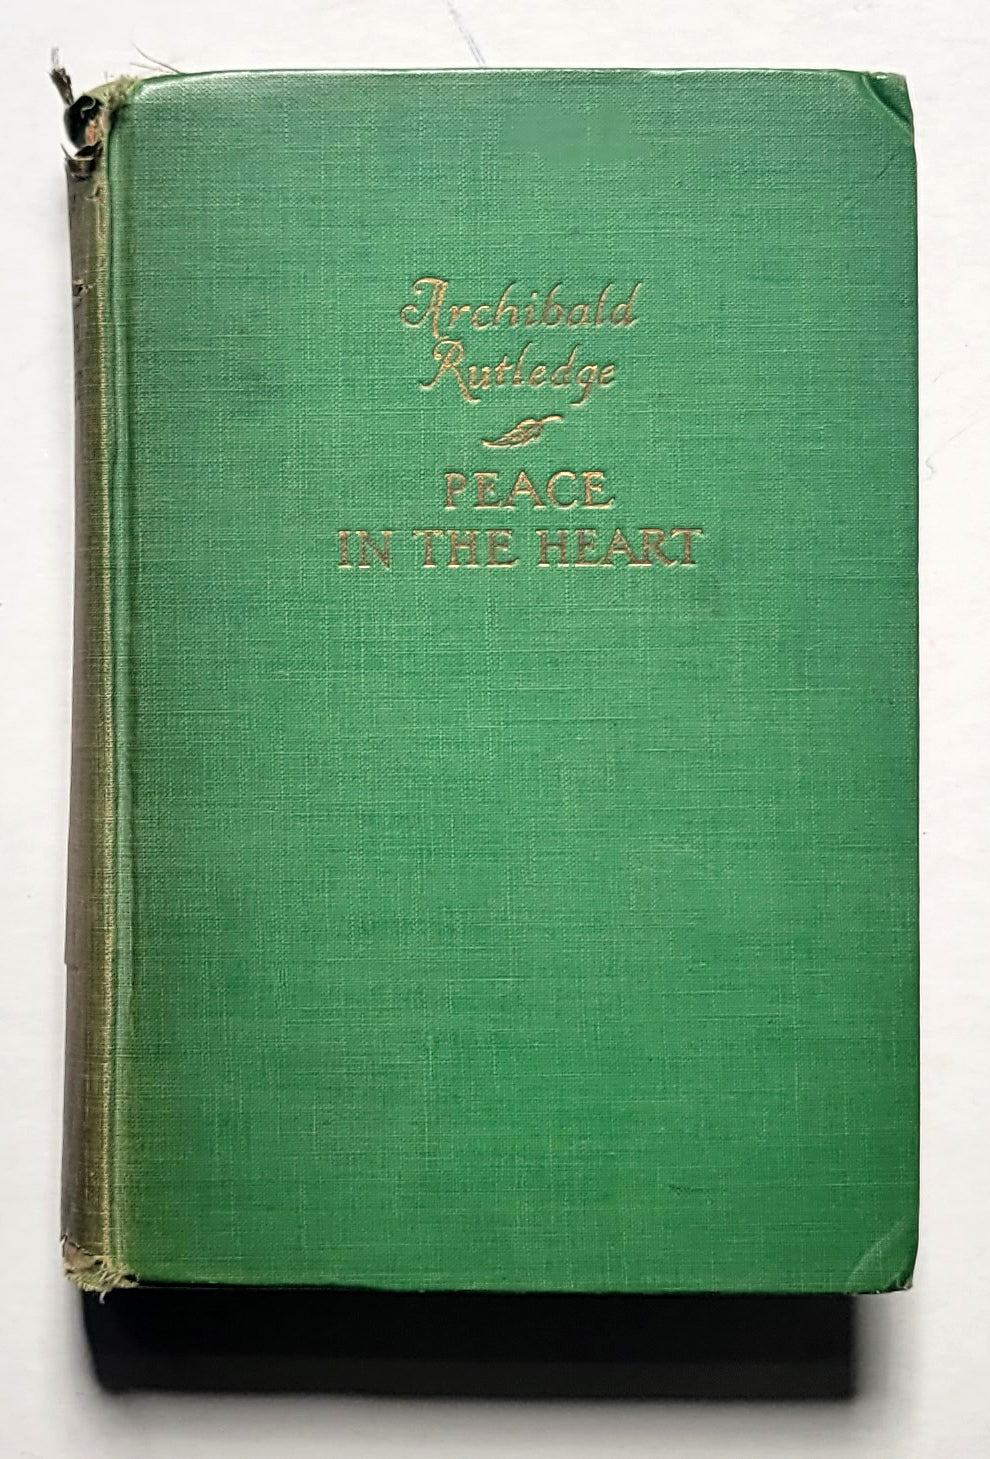 Archibald
Rutledge
PEACE
IN THE HEART